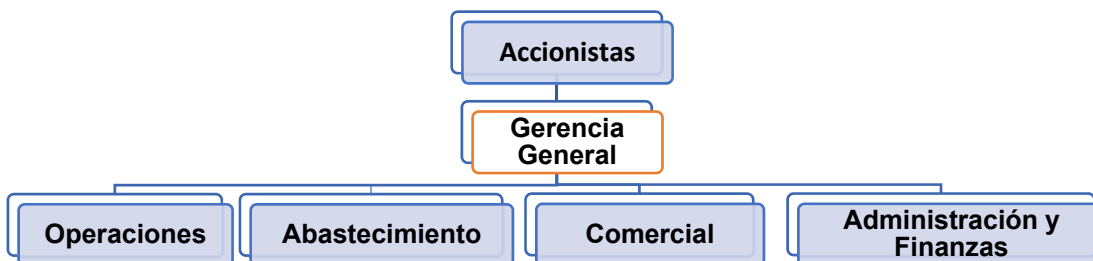 Accionistas
Gerencia
General
Operaciones
Abastecimiento
Comercial
Administración y
Finanzas